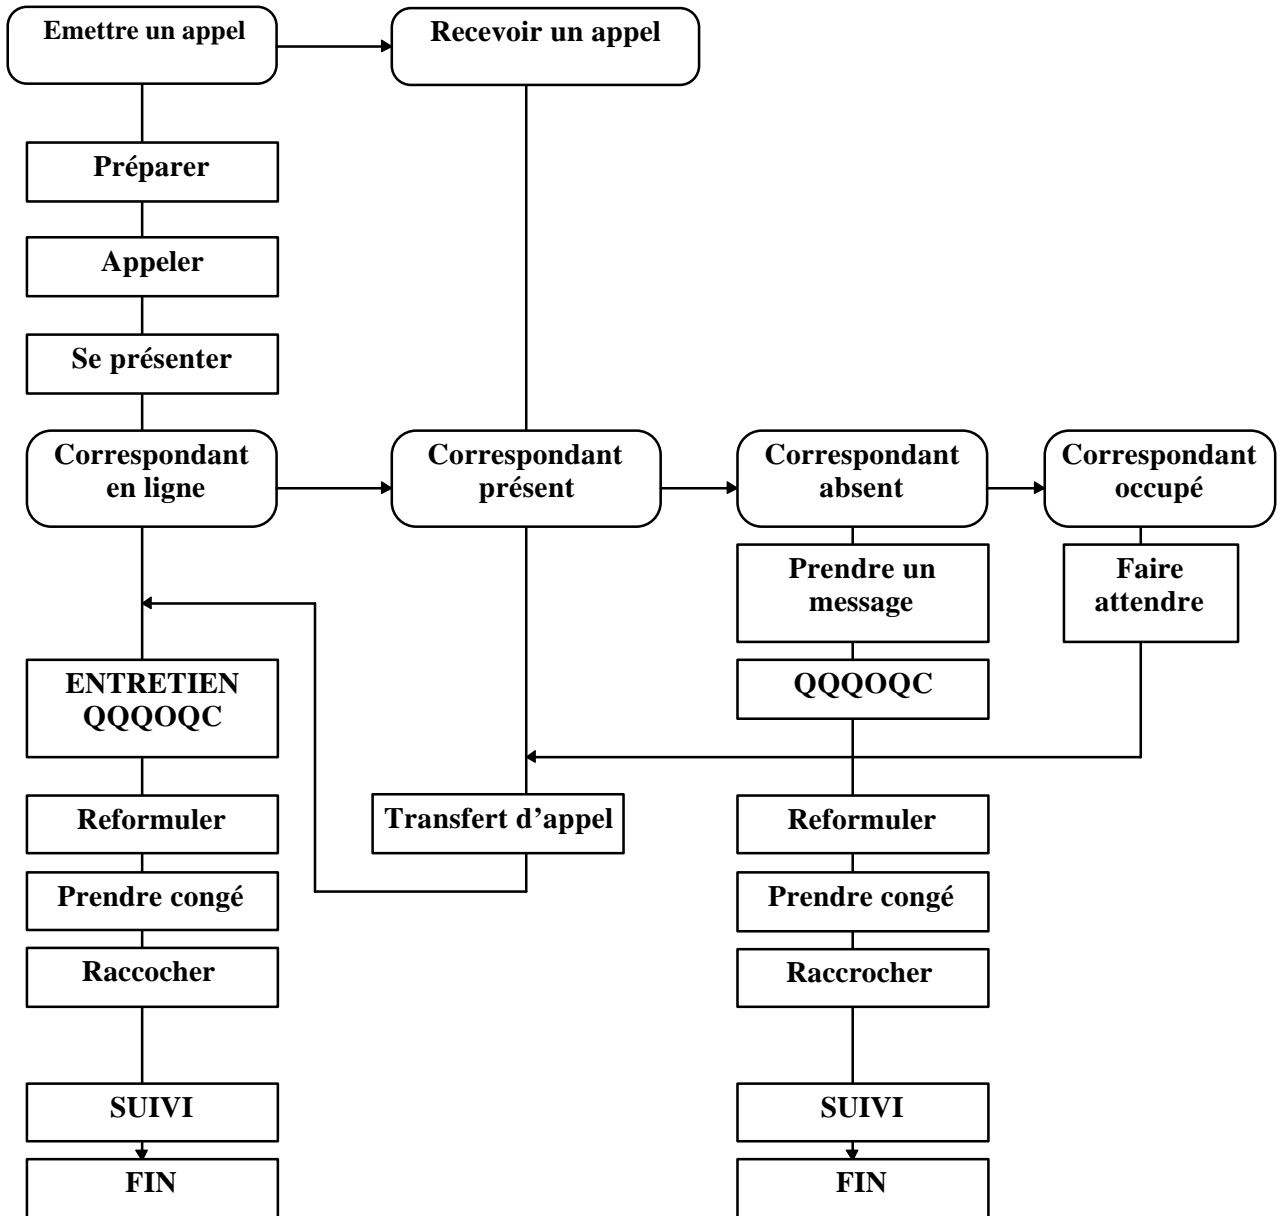 Emettre un appel
Recevoir un appel
Préparer
Appeler
Se présenter
Correspondant
en ligne
Correspondant
présent
Correspondant
absent
Correspondant
occupé
Prendre un
message
Faire
attendre
ENTRETIEN
QQQOQC
QQQOQC
Reformuler
Transfert d’appel
Reformuler
Prendre congé
Prendre congé
Raccocher
Raccrocher
SUIVI
SUIVI
FIN
FIN